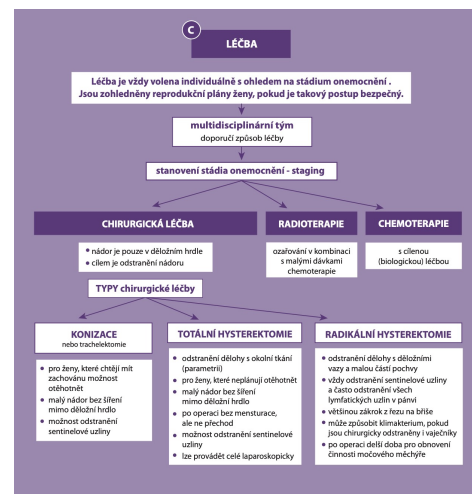 C
LÉČBA
Léčba je vždy volena individuálně s ohledem na stádium onemocnění .
Jsou zohledněny reprodukční plány ženy, pokud je takový postup bezpečný.
multidisciplinární tým
doporučí způsob léčby
stanovení stádia onemocnění - staging
CHIRURGICKÁ LÉČBA
• nádor je pouze v děložním hrdle
• cílem je odstranění nádoru
RADIOTERAPIE
ozařování v kombinaci
s malými dávkami
chemoterapie
CHEMOTERAPIE
s cílenou
(biologickou) léčbou
TYPY chirurgické léčby
KONIZACE
nebo trachelektomie
• pro ženy, které chtějí mít
zachovánu možnost
otěhotnět
• malý nádor bez šíření
mimo děložní hrdlo
• možnost odstranění
sentinelové uzliny
TOTÁLNÍ HYSTEREKTOMIE
• odstranění dělohy s okolní tkání
(parametrii)
• pro ženy, které neplánují otěhotnět
• malý nádor bez šíření
mimo děložní hrdlo
• po operaci bez mensturace,
ale ne přechod
• možnost odstranění sentinelové
uzliny
• lze provádět celé laparoskopicky
RADIKÁLNÍ HYSTEREKTOMIE
• odstranění dělohy s děložními
vazy a malou částí pochvy
• vždy odstranění sentinelové uzliny
a často odstranění všech
lymfatických uzlin v pánvi
• většinou zákrok z řezu na břiše
• může způsobit klimakterium, pokud
jsou chirurgicky odstraněny i vaječníky
• po operaci delší doba pro obnovení
činnosti močového měchýře